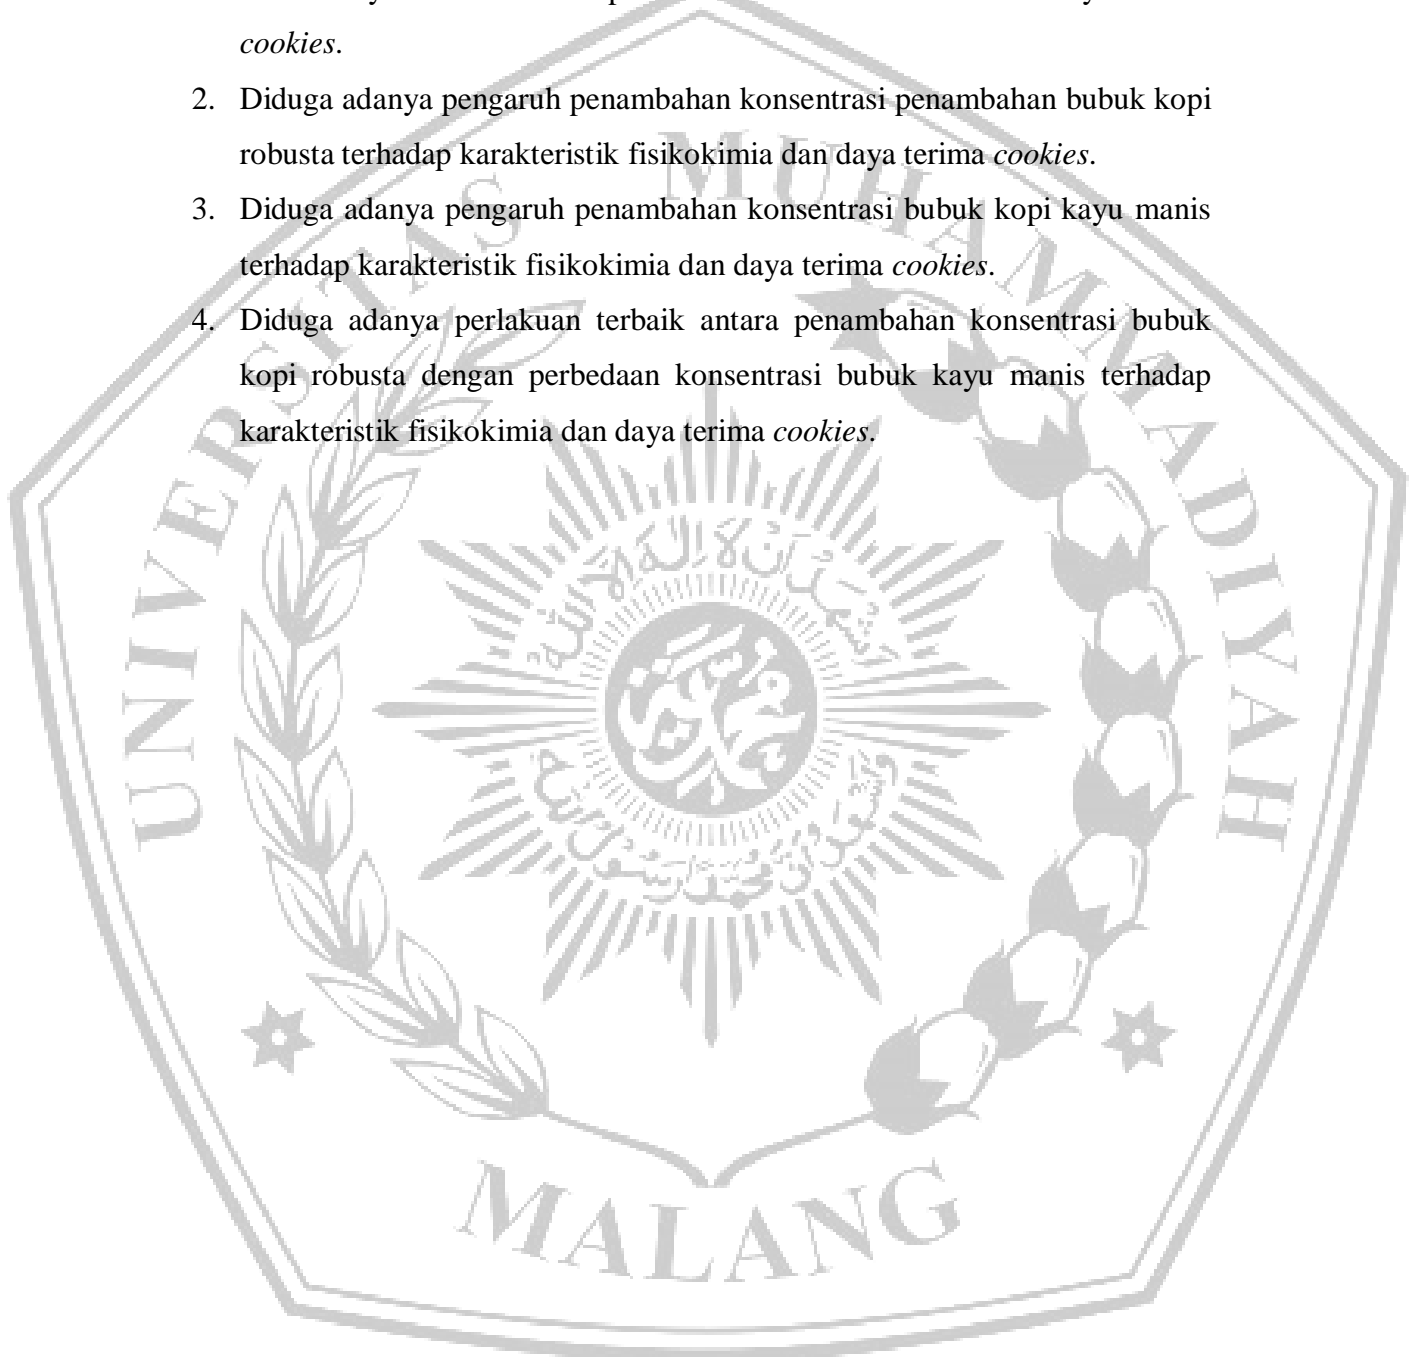 cookies.
2. Diduga adanya pengaruh penambahan konsentrasi penambahan bubuk kopi
robusta terhadap karakteristik fisikokimia dan daya terima cookies.
3. Diduga adanya pengaruh penambahan konsentrasi bubuk kopi kayu manis
terhadap karakteristik fisikokimia dan daya terima cookies.
4. Diduga adanya perlakuan terbaik antara penambahan konsentrasi bubuk
kopi robusta dengan perbedaan konsentrasi bubuk kayu manis terhadap
karakteristik fisikokimia dan daya terima cookies.
UNIVERSITAS MUHAMMADIYAH
MALANG